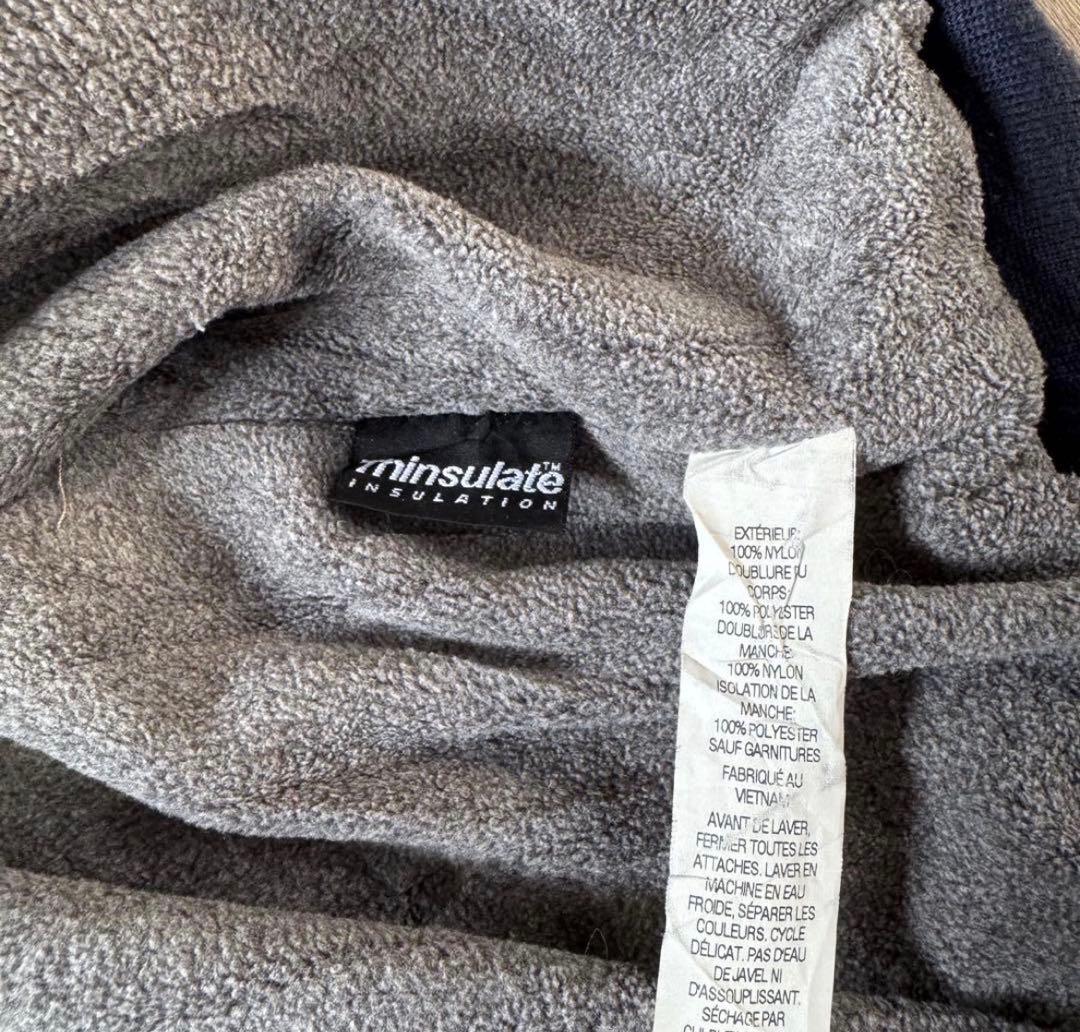 Thinsulate™
INSULATION
EXTÉRIEUR:
100% NYLON
DOUBLURE DU
CORPS:
100% POLYESTER
DOUBLURE DE LA
MANCHE:
100% NYLON
ISOLATION DE LA
MANCHE:
100% POLYESTER
SAUF GARNITURES
FABRIQUÉ AU
VIETNAM
AVANT DE LAVER,
FERMER TOUTES LES
ATTACHES. LAVER EN
MACHINE EN EAU
FROIDE, SÉPARER LES
COULEURS. CYCLE
DÉLICAT. PAS D'EAU
DE JAVEL NI
D'ASSOUPLISSANT.
SÉCHAGE PAR